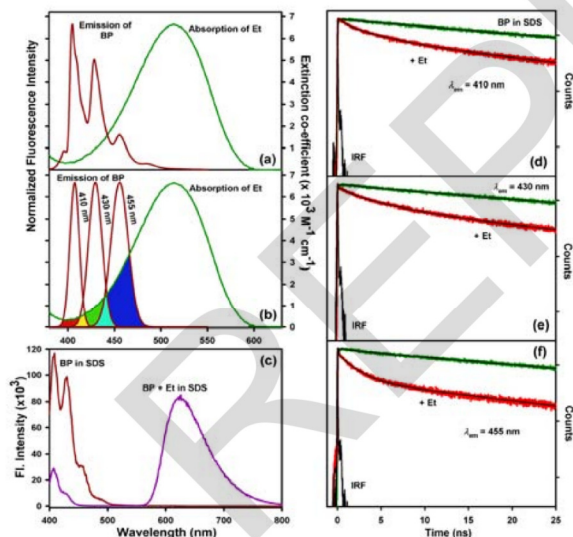 Emission of
BP
Absorption of Et
(a)
Emission of BP
410 nm
430 nm
455 nm
Absorption of Et
(b)
Normalized Fluorescence Intensity
7
6
5
4
3
2
1
0
7
6
5
4
3
2
1
0
Extinction co-efficient (x 10³ M⁻¹ cm⁻¹)
400 450 500 550 600
(c)
BP in SDS
BP + Et in SDS
Fl. Intensity (x10³)
120
100
80
60
40
20
0
400 500 600 700 800
Wavelength (nm)
BP in SDS
+ Et
λem = 410 nm
IRF
(d)
Counts
λem = 430 nm
+ Et
IRF
(e)
Counts
(f)
+ Et
λem = 455 nm
IRF
Counts
0 5 10 15 20 25
Time (ns)
REP